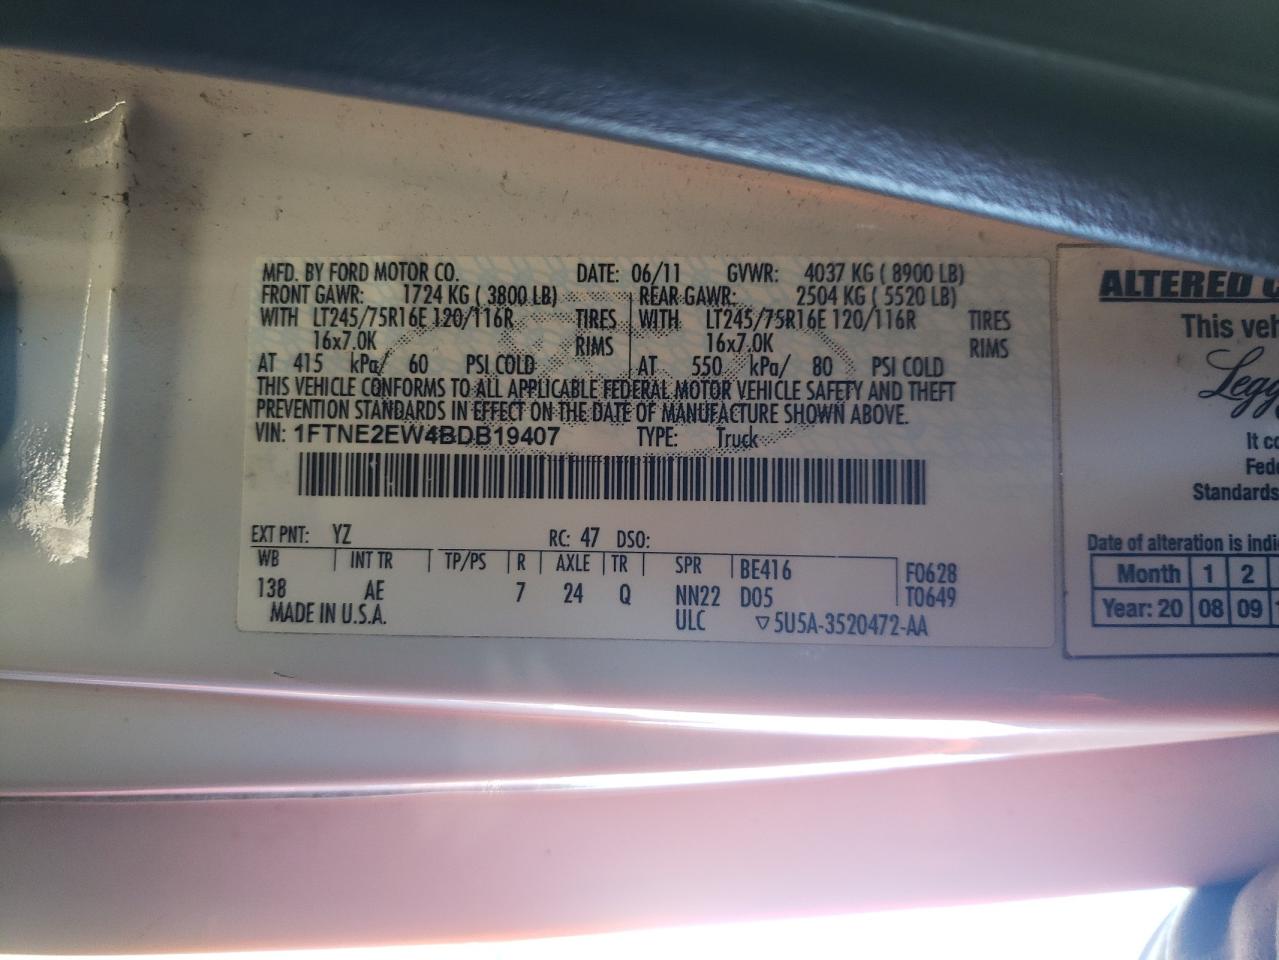 MFD. BY FORD MOTOR CO. DATE: 06/11 GVWR: 4037 KG ( 8900 LB)
FRONT GAWR: 1724 KG ( 3800 LB) REAR GAWR: 2504 KG ( 5520 LB)
WITH LT245/75R16E 120/116R TIRES WITH LT245/75R16E 120/116R TIRES
16x7.0K RIMS 16x7.0K RIMS
AT 415 kPa/ 60 PSI COLD AT 550 kPa/ 80 PSI COLD
THIS VEHICLE CONFORMS TO ALL APPLICABLE FEDERAL MOTOR VEHICLE SAFETY AND THEFT
PREVENTION STANDARDS IN EFFECT ON THE DATE OF MANUFACTURE SHOWN ABOVE.
VIN: 1FTNE2EW4BDB19407 TYPE: Truck
EXT PNT: YZ RC: 47 DSO:
WB INT TR TP/PS R AXLE TR SPR BE416 F0628
138 AE 7 24 Q NN22 D05 T0649
MADE IN U.S.A. ULC ▽5U5A-3520472-AA
ALTERED
This veh
Legg
It co
Fede
Standards
Date of alteration is indi
Month 1 2
Year: 20 08 09